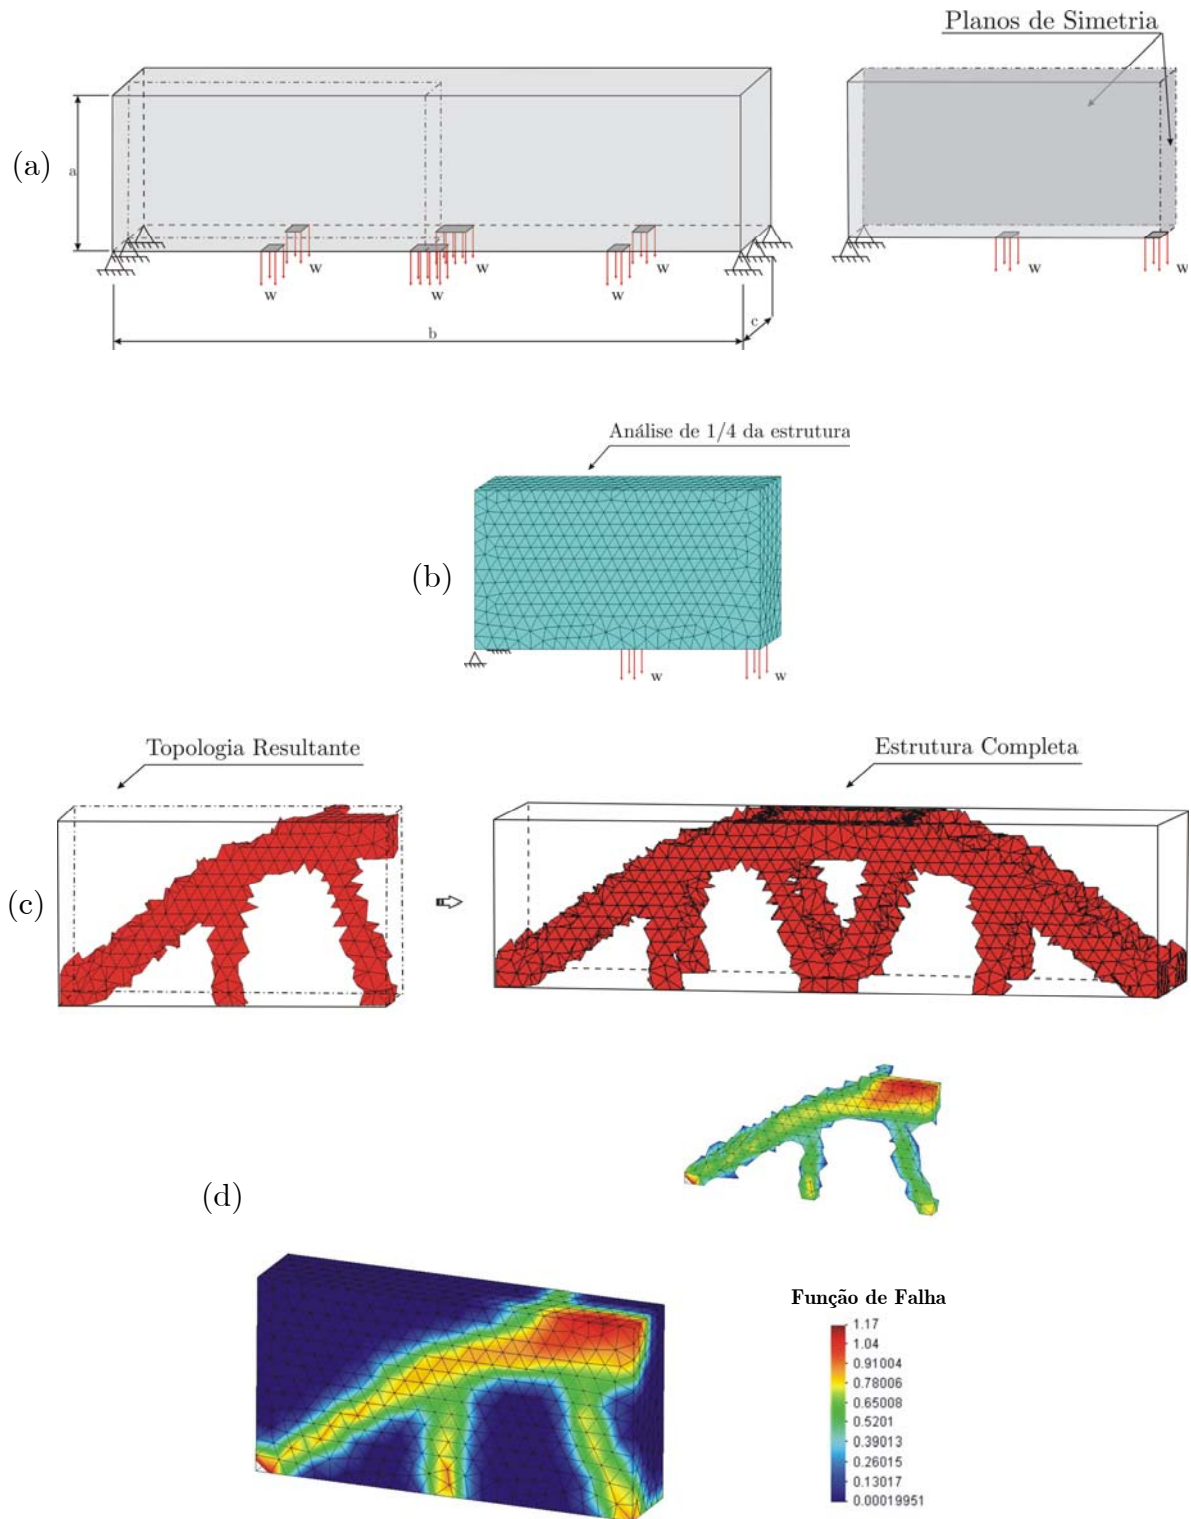 Planos de Simetria
(a)
a
w
w
w
w
w
w
b
c
w
w
Análise de 1/4 da estrutura
(b)
w
w
Topologia Resultante
Estrutura Completa
(c)
(d)
Função de Falha
1.17
1.04
0.91004
0.78006
0.65008
0.5201
0.39013
0.26015
0.13017
0.00019951